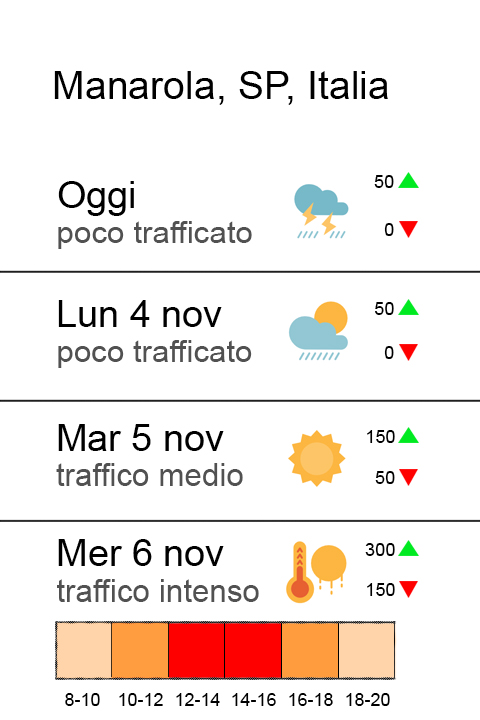 Manarola, SP, Italia
Oggi
poco trafficato
50
0
Lun 4 nov
poco trafficato
50
0
Mar 5 nov
traffico medio
150
50
Mer 6 nov
traffico intenso
300
150
8-10 10-12 12-14 14-16 16-18 18-20